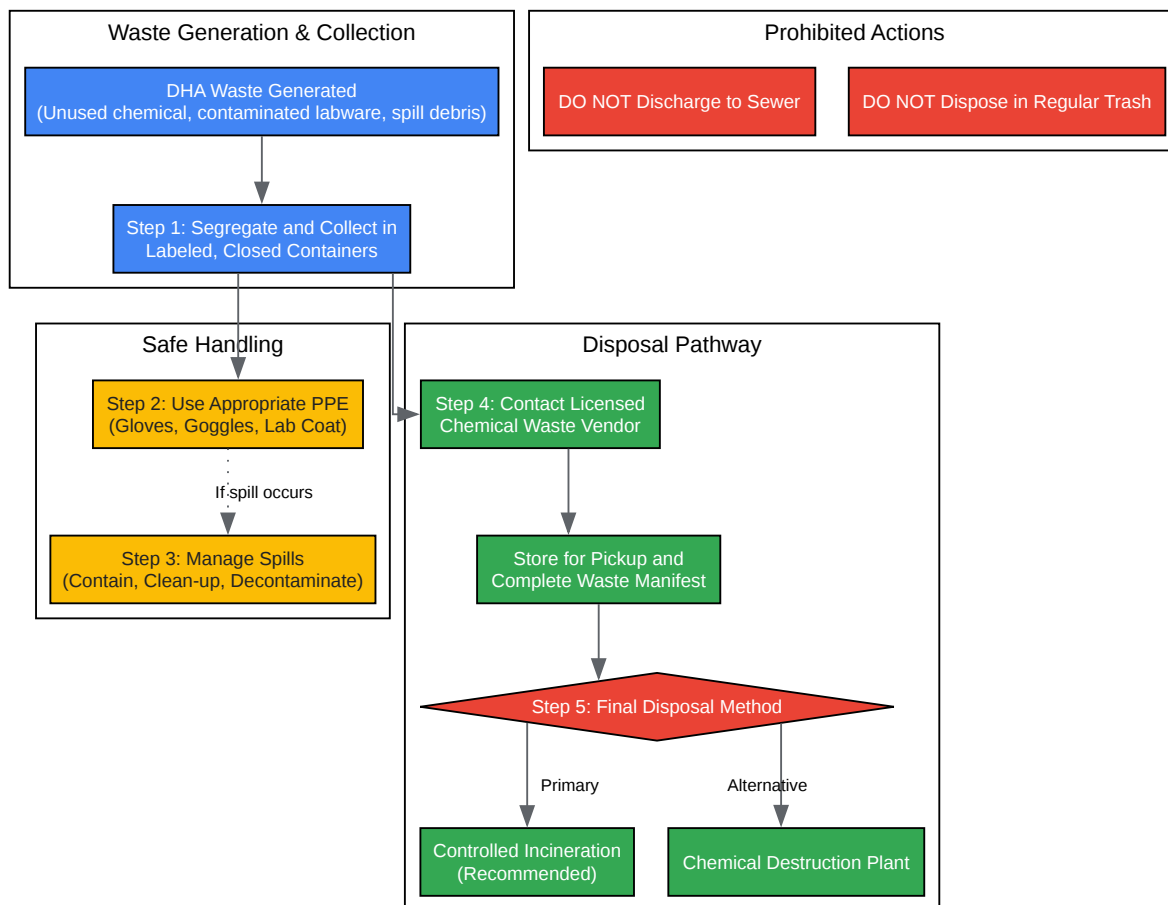 Waste Generation & Collection
DHA Waste Generated
(Unused chemical, contaminated labware, spill debris)
Step 1: Segregate and Collect in
Labeled, Closed Containers
Prohibited Actions
DO NOT Discharge to Sewer
DO NOT Dispose in Regular Trash
Safe Handling
Step 2: Use Appropriate PPE
(Gloves, Goggles, Lab Coat)
If spill occurs
Step 3: Manage Spills
(Contain, Clean-up, Decontaminate)
Disposal Pathway
Step 4: Contact Licensed
Chemical Waste Vendor
Store for Pickup and
Complete Waste Manifest
Step 5: Final Disposal Method
Primary
Alternative
Controlled Incineration
(Recommended)
Chemical Destruction Plant